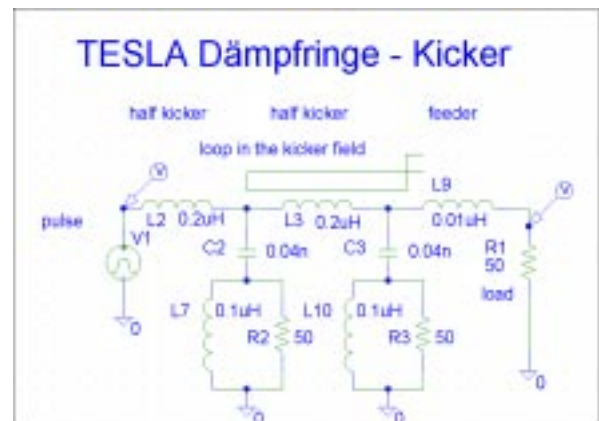 TESLA Dämpfringe - Kicker
half kicker half kicker feeder
loop in the kicker field
V V
L9
pulse L2 0.2uH L3 0.2uH 0.01uH
V1 C2 0.04n C3 0.04n R1
50
load
L7 0.1uH L10 0.1uH
R2 50 R3 50
0 0
0 0